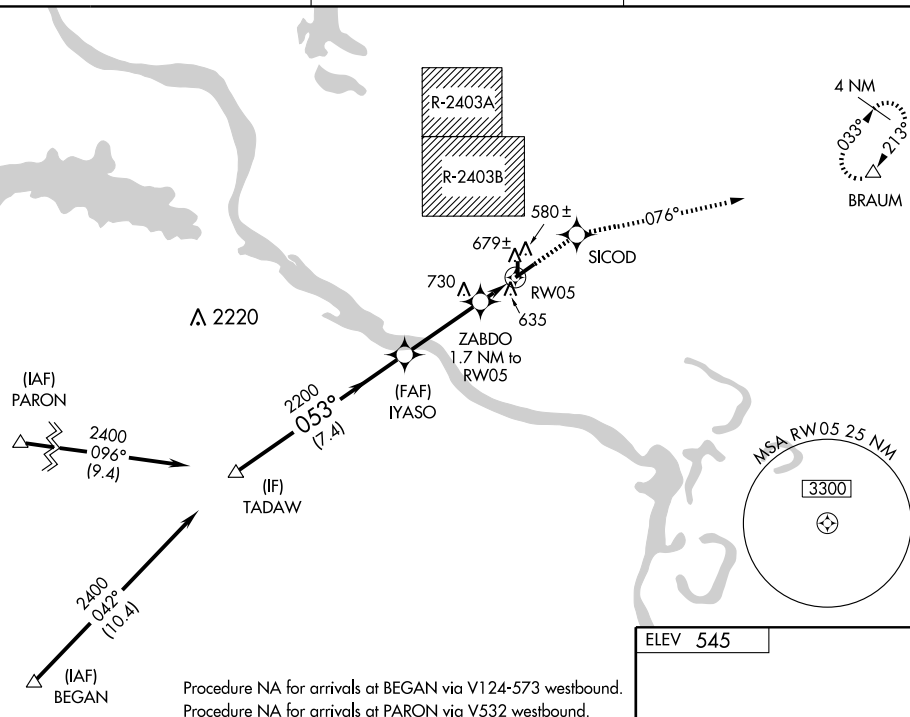 4 NM
033°
213°
BRAUM
R-2403A
R-2403B
580 ±
679±
076°
SICOD
730
RW05
635
ZABDO
1.7 NM to
RW05
2220
(FAF)
IYASO
(IAF)
PARON
2200
053°
(7.4)
2400
096°
(9.4)
(IF)
TADAW
MSA RW05 25 NM
3300
2400
042°
(10.4)
(IAF)
BEGAN
ELEV 545
Procedure NA for arrivals at BEGAN via V124-573 westbound.
Procedure NA for arrivals at PARON via V532 westbound.